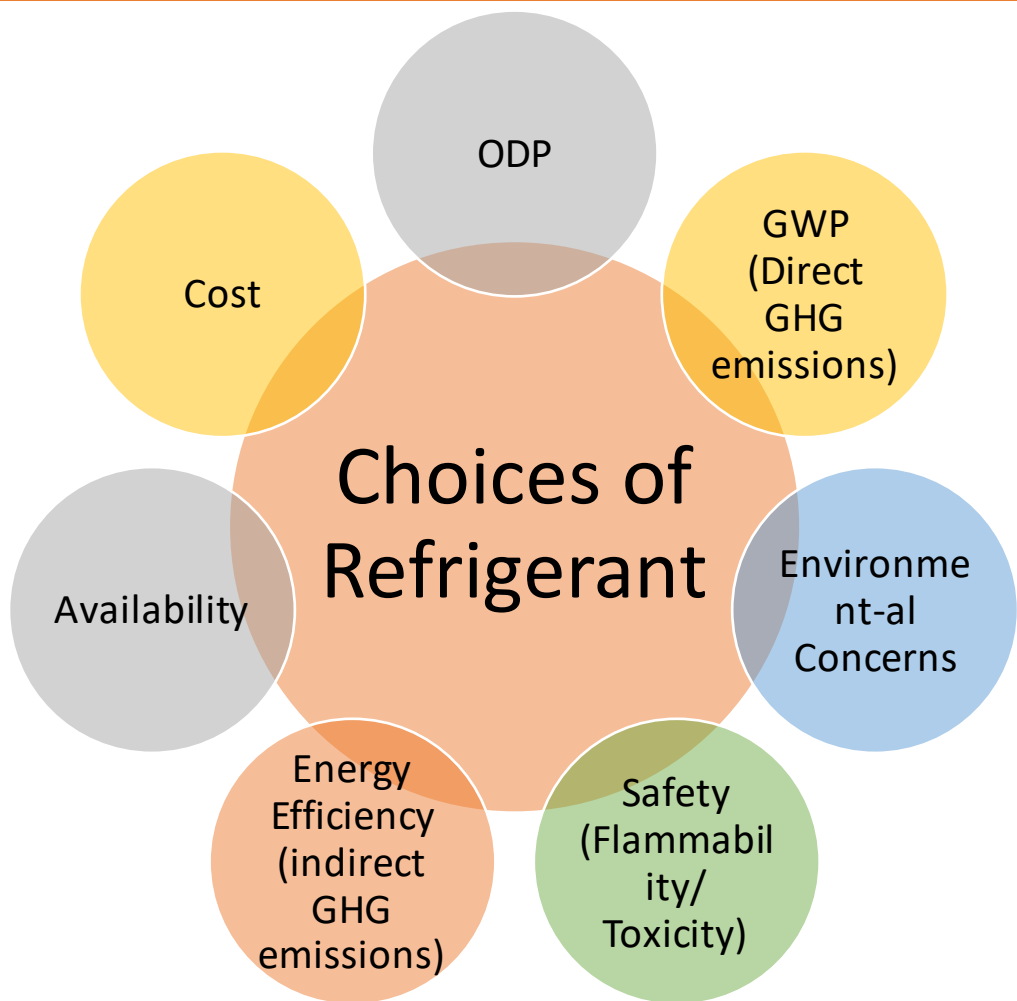 ODP
GWP
(Direct
GHG
emissions)
Cost
Choices of
Refrigerant
Environme
nt-al
Concerns
Availability
Energy
Efficiency
(indirect
GHG
emissions)
Safety
(Flammabil
ity/
Toxicity)